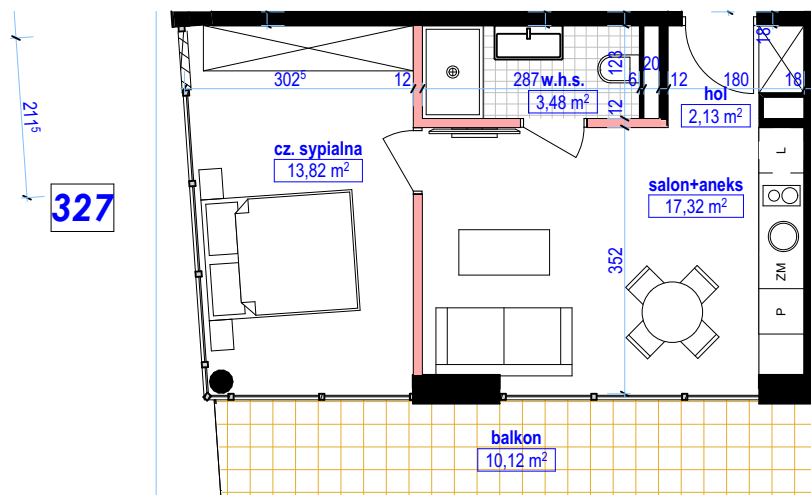 18
123
20
302⁵
12
287
w.h.s.
6
12
180
18
3,48 m²
12
hol
2,13 m²
211⁵
cz. sypialna
13,82 m²
L
salon+aneks
17,32 m²
327
352
ZM
P
balkon
10,12 m²